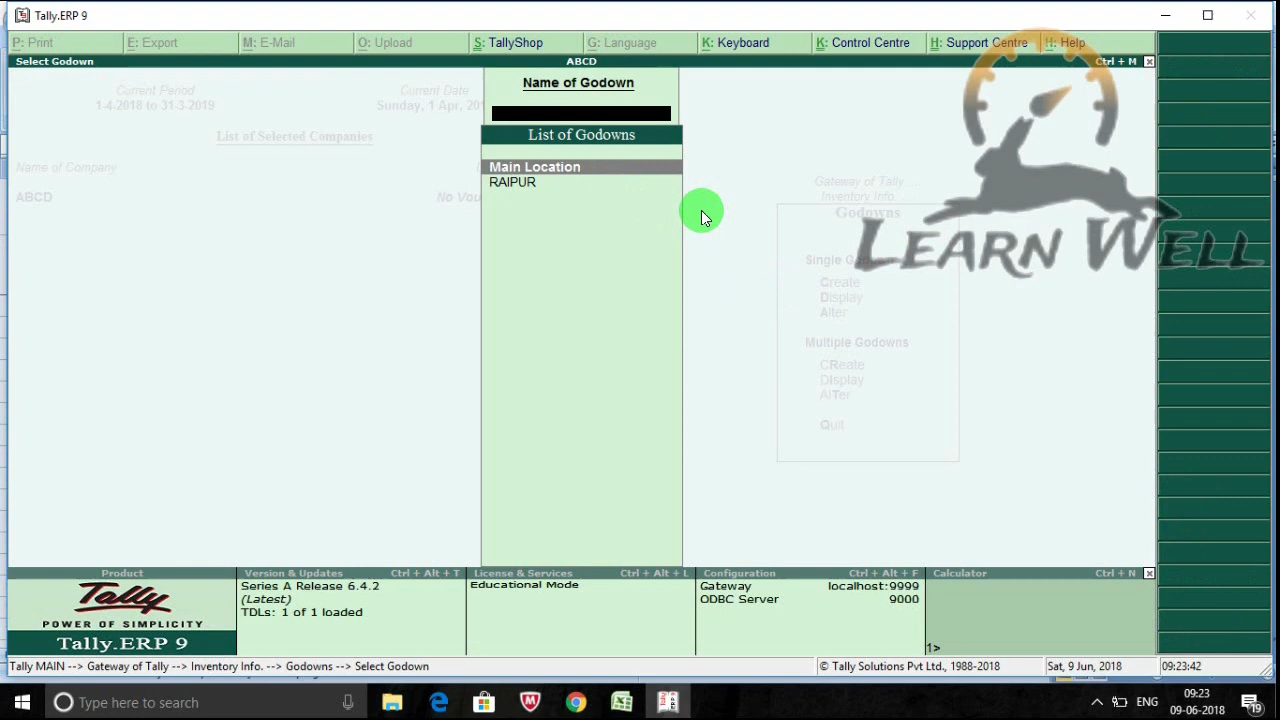 Tally.ERP 9
P: Print E: Export M: E-Mail O: Upload S: TallyShop G: Language K: Keyboard K: Control Centre H: Support Centre H: Help
Select Godown ABCD Ctrl + M
Name of Godown
Current Period Current Date
1-4-2018 to 31-3-2019 Sunday, 1 Apr,
List of Selected Companies
Name of Company
ABCD No
List of Godowns
Main Location
RAIPUR
Gateway of Tally.....
Inventory Info...
Godowns
Single
Create
Display
Alter
Multiple Godowns
CReate
DIsplay
AlTer
Quit
LEARN WELL
Product
Tally
POWER OF SIMPLICITY
Tally.ERP 9
Version & Updates Ctrl + Alt + T
Series A Release 6.4.2
(Latest)
TDLs: 1 of 1 loaded
License & Services Ctrl + Alt + L
Educational Mode
Configuration Ctrl + Alt + F
Gateway localhost:9999
ODBC Server 9000
Calculator Ctrl + N
1>
Tally MAIN --> Gateway of Tally --> Inventory Info. --> Godowns --> Select Godown © Tally Solutions Pvt Ltd., 1988-2018 Sat, 9 Jun, 2018 09:23:42
Type here to search ENG 09:23
09-06-2018 19